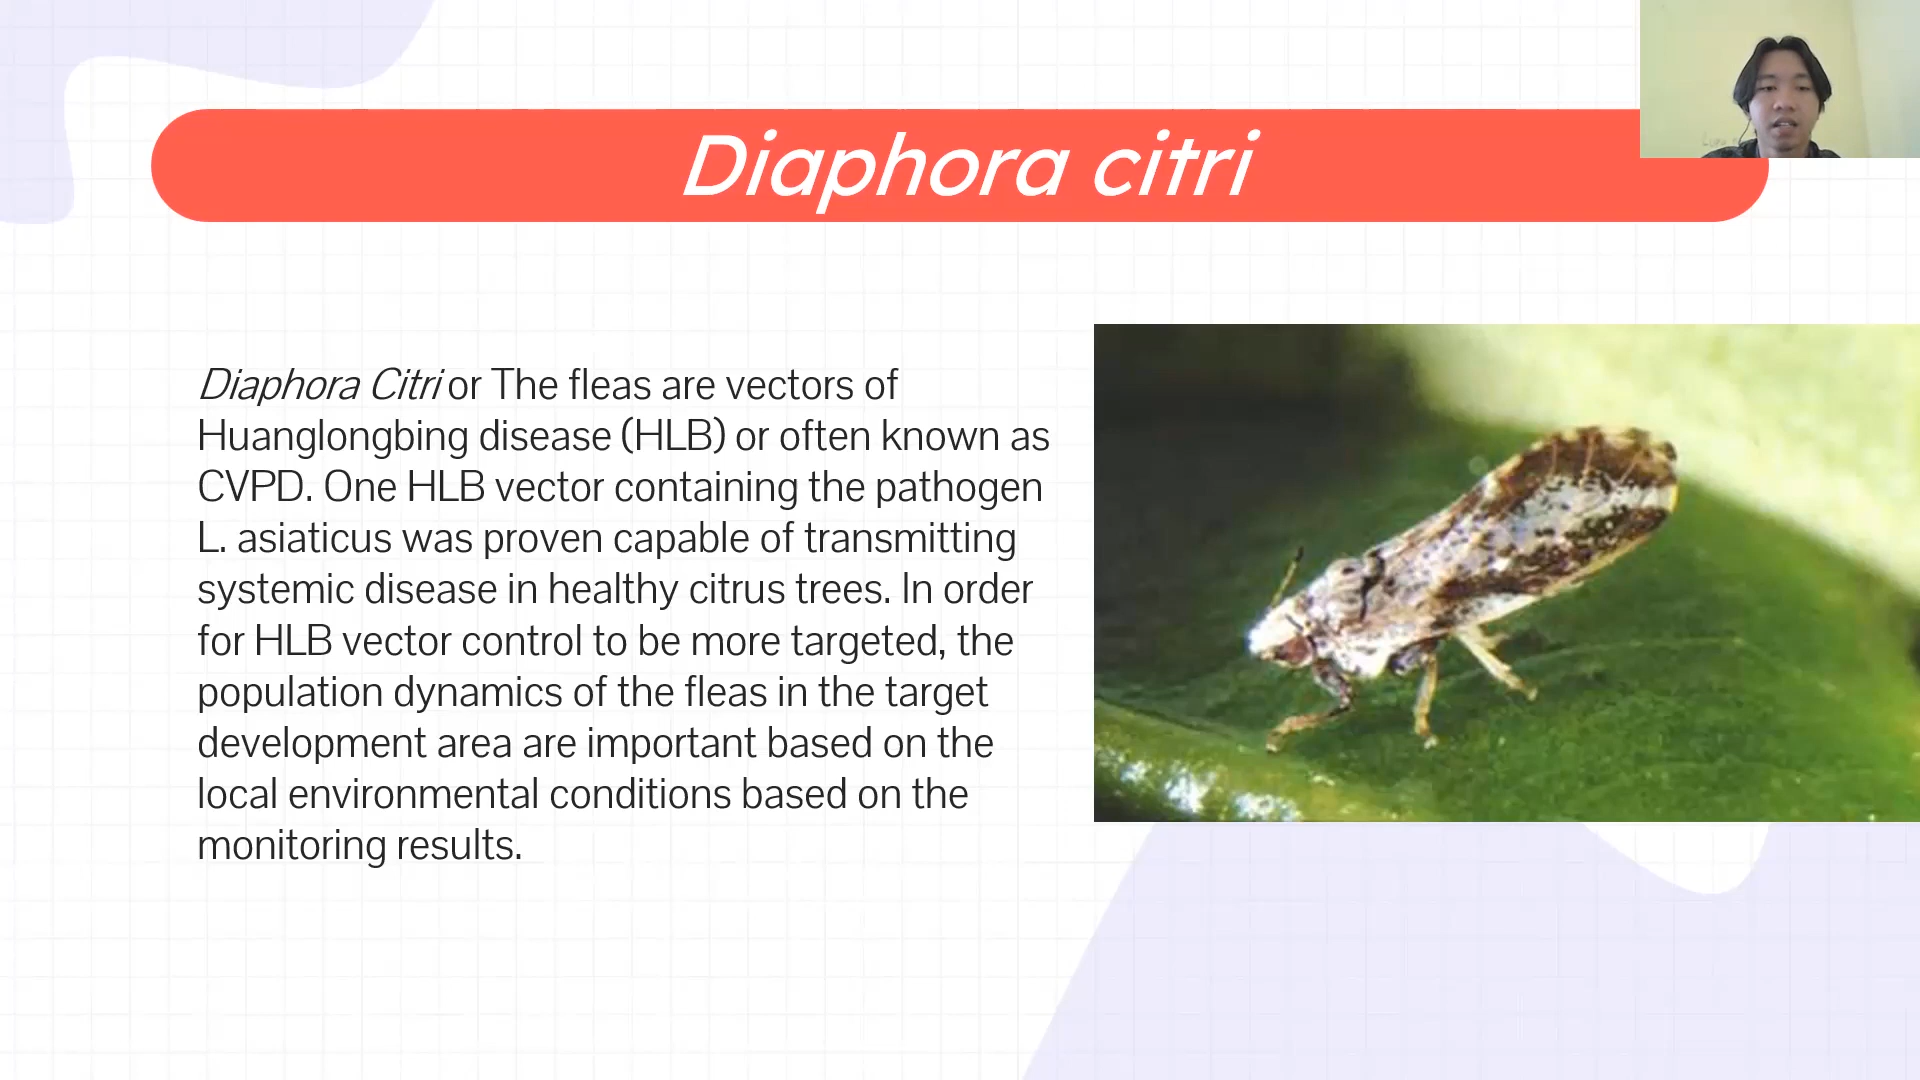 Diaphora citri
Diaphora Citri or The fleas are vectors of
Huanglongbing disease (HLB) or often known as
CVPD. One HLB vector containing the pathogen
L. asiaticus was proven capable of transmitting
systemic disease in healthy citrus trees. In order
for HLB vector control to be more targeted, the
population dynamics of the fleas in the target
development area are important based on the
local environmental conditions based on the
monitoring results.